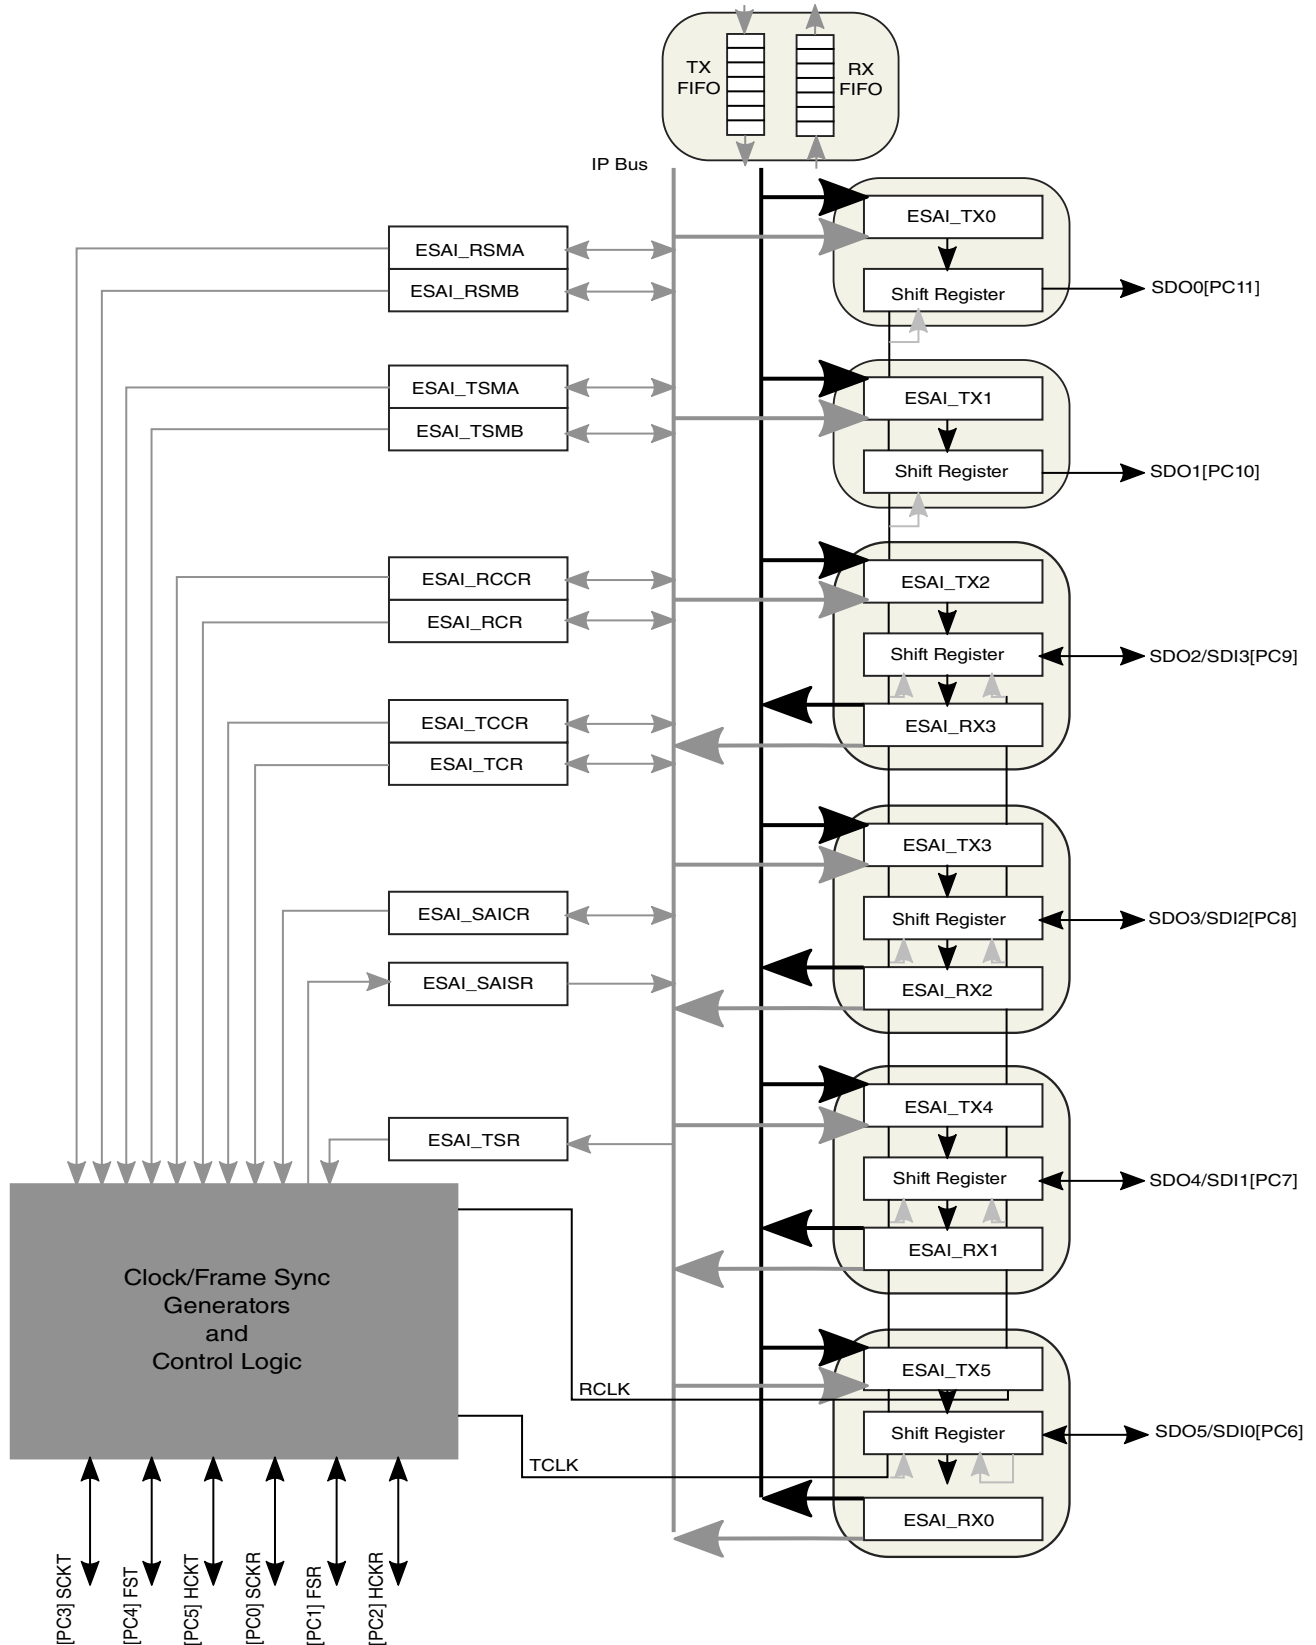 TX
FIFO
RX
FIFO
IP Bus
ESAI_TX0
Shift Register
SDO0[PC11]
ESAI_RSMA
ESAI_RSMB
ESAI_TX1
Shift Register
SDO1[PC10]
ESAI_TSMA
ESAI_TSMB
ESAI_TX2
Shift Register
SDO2/SDI3[PC9]
ESAI_RX3
ESAI_RCCR
ESAI_RCR
ESAI_TCCR
ESAI_TCR
ESAI_TX3
Shift Register
SDO3/SDI2[PC8]
ESAI_RX2
ESAI_SAICR
ESAI_SAISR
ESAI_TX4
Shift Register
SDO4/SDI1[PC7]
ESAI_RX1
ESAI_TSR
Clock/Frame Sync
Generators
and
Control Logic
RCLK
TCLK
ESAI_TX5
Shift Register
SDO5/SDI0[PC6]
ESAI_RX0
[PC3] SCKT
[PC4] FST
[PC5] HCKT
[PC0] SCKR
[PC1] FSR
[PC2] HCKR